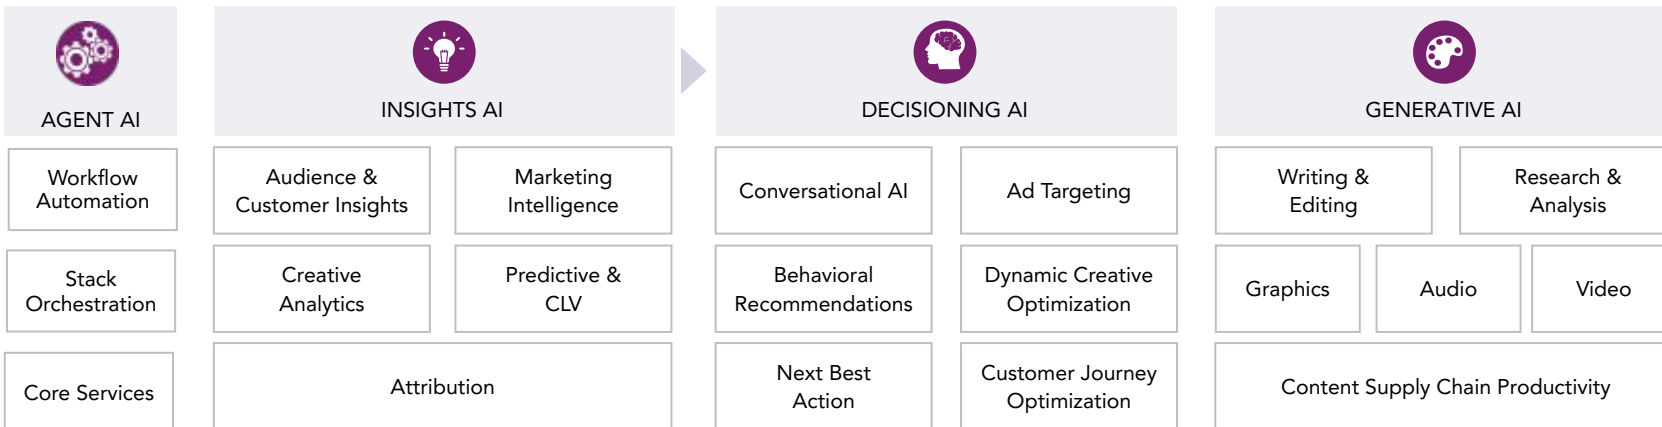 AGENT AI
Workflow
Automation
Stack
Orchestration
Core Services
INSIGHTS AI
Audience &
Customer Insights
Marketing
Intelligence
Creative
Analytics
Predictive &
CLV
Attribution
DECISIONING AI
Conversational AI
Ad Targeting
Behavioral
Recommendations
Dynamic Creative
Optimization
Next Best
Action
Customer Journey
Optimization
GENERATIVE AI
Writing &
Editing
Research &
Analysis
Graphics
Audio
Video
Content Supply Chain Productivity